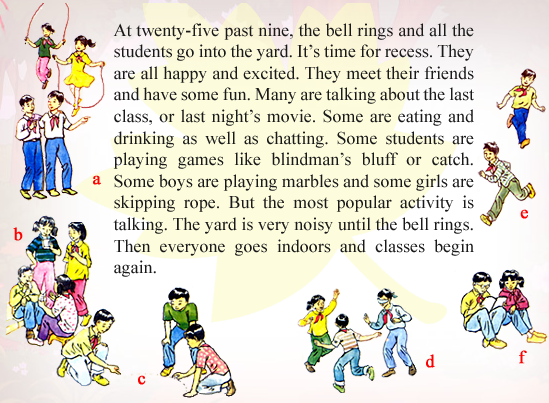 At twenty-five past nine, the bell rings and all the
students go into the yard. It's time for recess. They
are all happy and excited. They meet their friends
and have some fun. Many are talking about the last
class, or last night's movie. Some are eating and
drinking as well as chatting. Some students are
playing games like blindman's bluff or catch.
Some boys are playing marbles and some girls are
skipping rope. But the most popular activity is
talking. The yard is very noisy until the bell rings.
Then everyone goes indoors and classes begin
again.
a
b
c
d
e
f